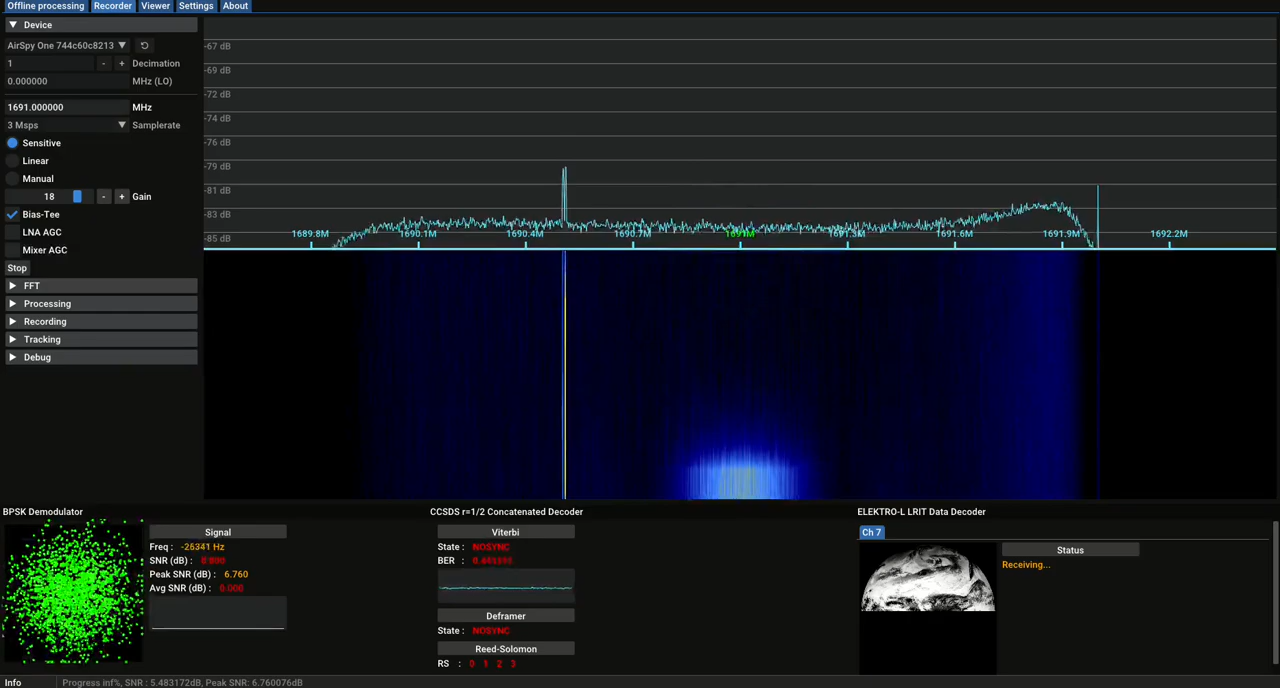 Offline processing Recorder Viewer Settings About
Device
AirSpy One 744c60c8213
1 - + Decimation
0.000000 MHz (LO)
1691.000000 MHz
3 Msps Samplerate
Sensitive
Linear
Manual
18 - + Gain
Bias-Tee
LNA AGC
Mixer AGC
Stop
FFT
Processing
Recording
Tracking
Debug
-67 dB
-69 dB
-72 dB
-74 dB
-76 dB
-79 dB
-81 dB
-83 dB
-85 dB
1689.8M 1690.1M 1690.4M 1690.7M 1691M 1691.3M 1691.6M 1691.9M 1692.2M
BPSK Demodulator
Signal
Freq : -26341 Hz
SNR (dB) :
Peak SNR (dB) : 6.760
Avg SNR (dB) : 0.000
CCSDS r=1/2 Concatenated Decoder
Viterbi
State : NOSYNC
BER :
Deframer
State : NOSYNC
Reed-Solomon
RS : 0 1 2 3
ELEKTRO-L LRIT Data Decoder
Ch 7
Status
Receiving...
Info Progress inf%, SNR : 5.483172dB, Peak SNR: 6.760076dB